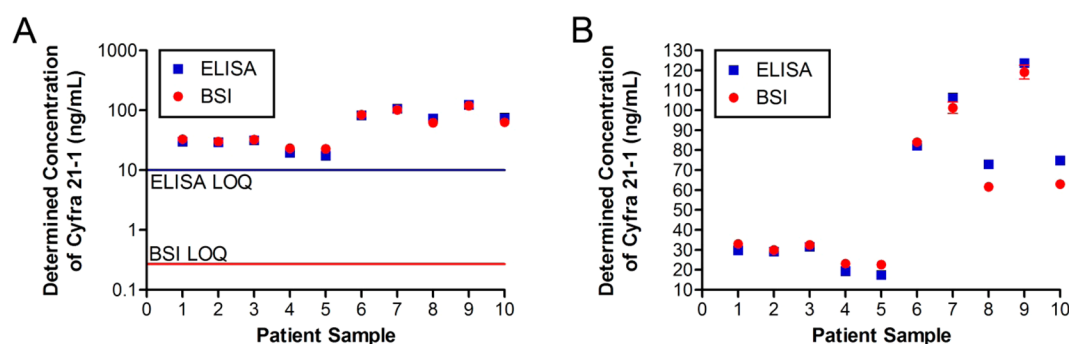 A
Determined Concentration
of Cyfra 21-1 (ng/mL)
1000
100
10
1
0.1
ELISA
BSI
ELISA LOQ
BSI LOQ
0 1 2 3 4 5 6 7 8 9 10
Patient Sample
B
Determined Concentration
of Cyfra 21-1 (ng/mL)
130
120
110
100
90
80
70
60
50
40
30
20
10
ELISA
BSI
0 1 2 3 4 5 6 7 8 9 10
Patient Sample